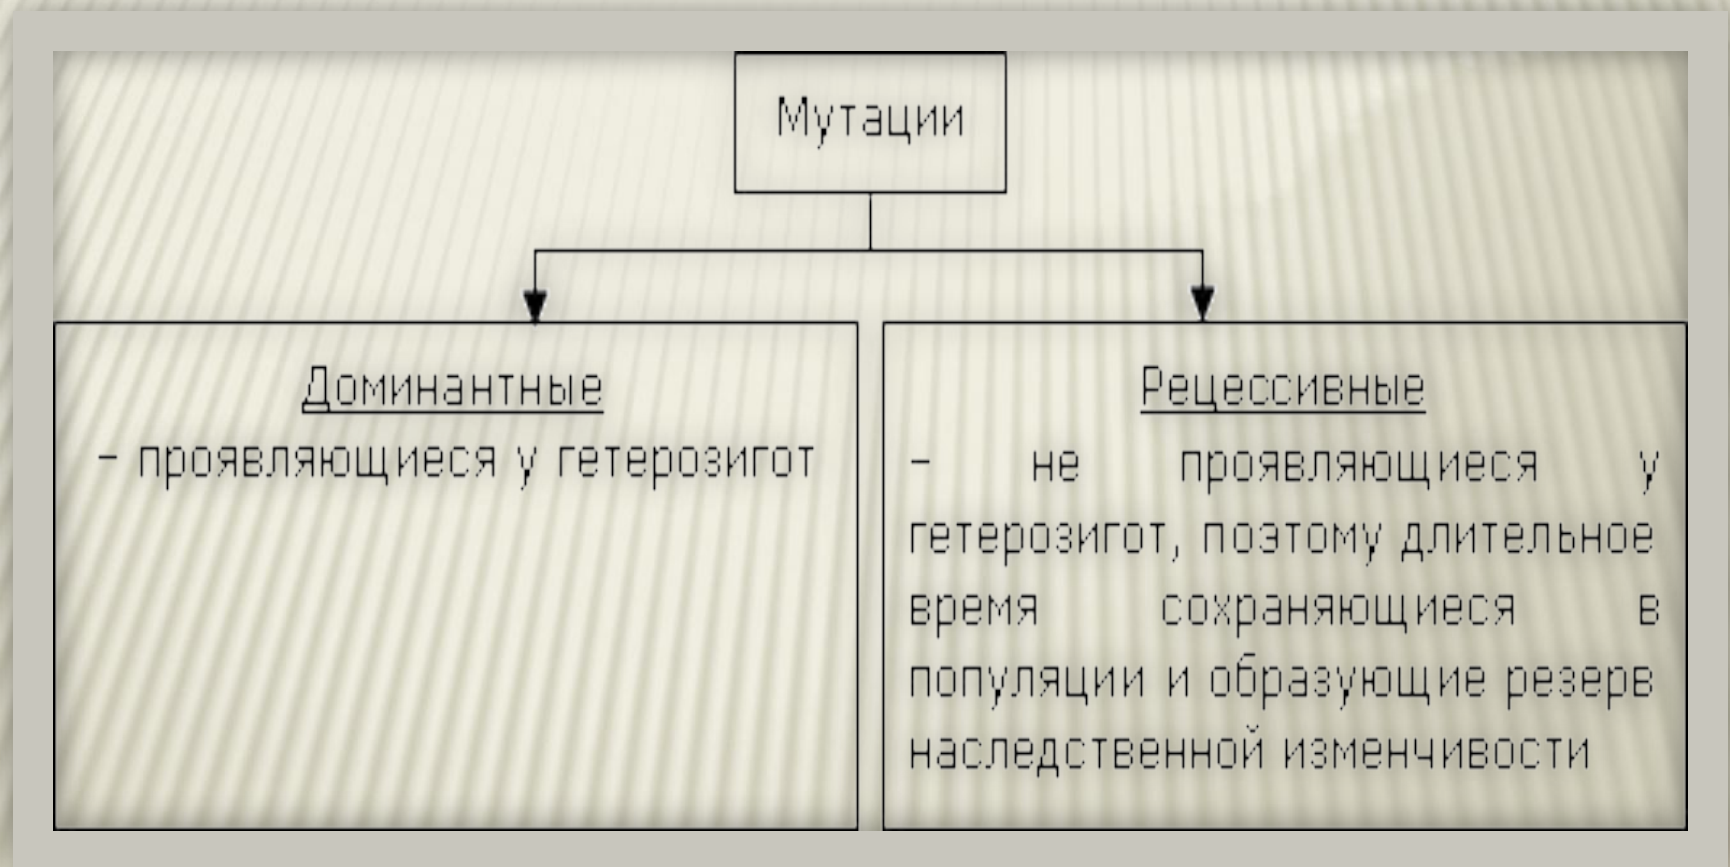 Мутации
Доминантные
- проявляющиеся у гетерозигот
Рецессивные
- не проявляющиеся у
гетерозигот, поэтому длительное
время сохраняющиеся в
популяции и образующие резерв
наследственной изменчивости